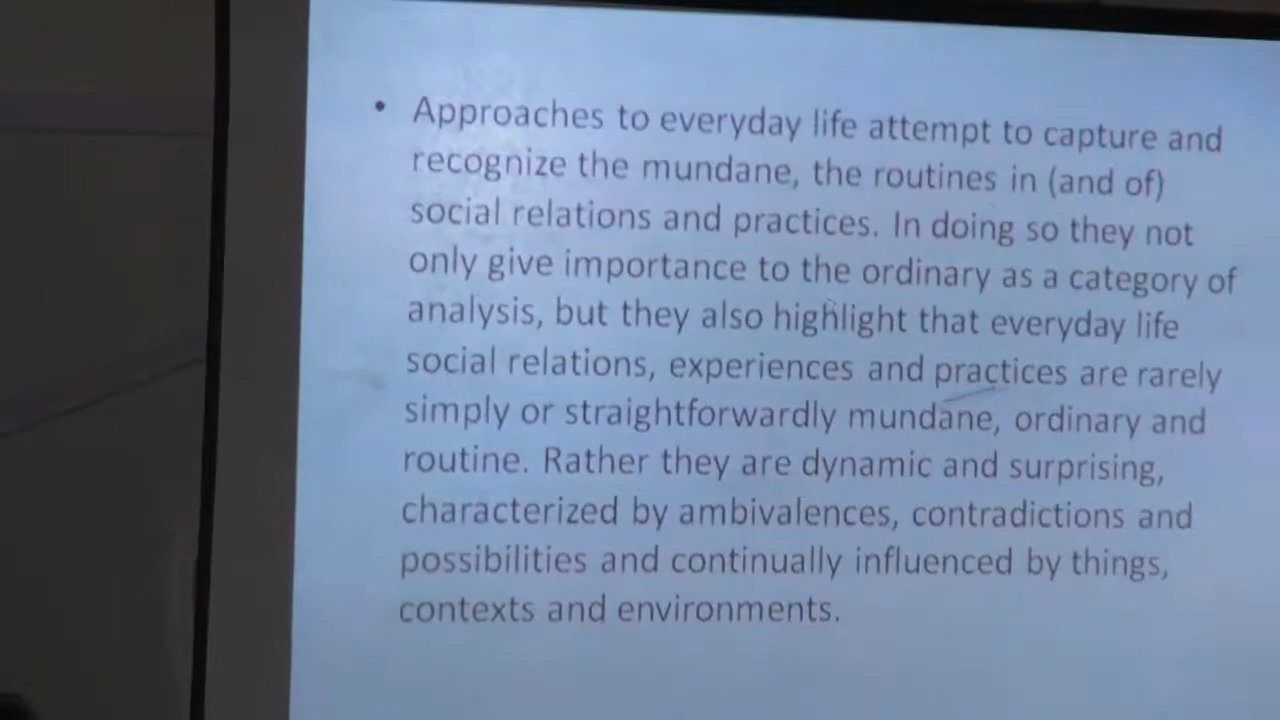 • Approaches to everyday life attempt to capture and
recognize the mundane, the routines in (and of)
social relations and practices. In doing so they not
only give importance to the ordinary as a category of
analysis, but they also highlight that everyday life
social relations, experiences and practices are rarely
simply or straightforwardly mundane, ordinary and
routine. Rather they are dynamic and surprising,
characterized by ambivalences, contradictions and
possibilities and continually influenced by things,
contexts and environments.